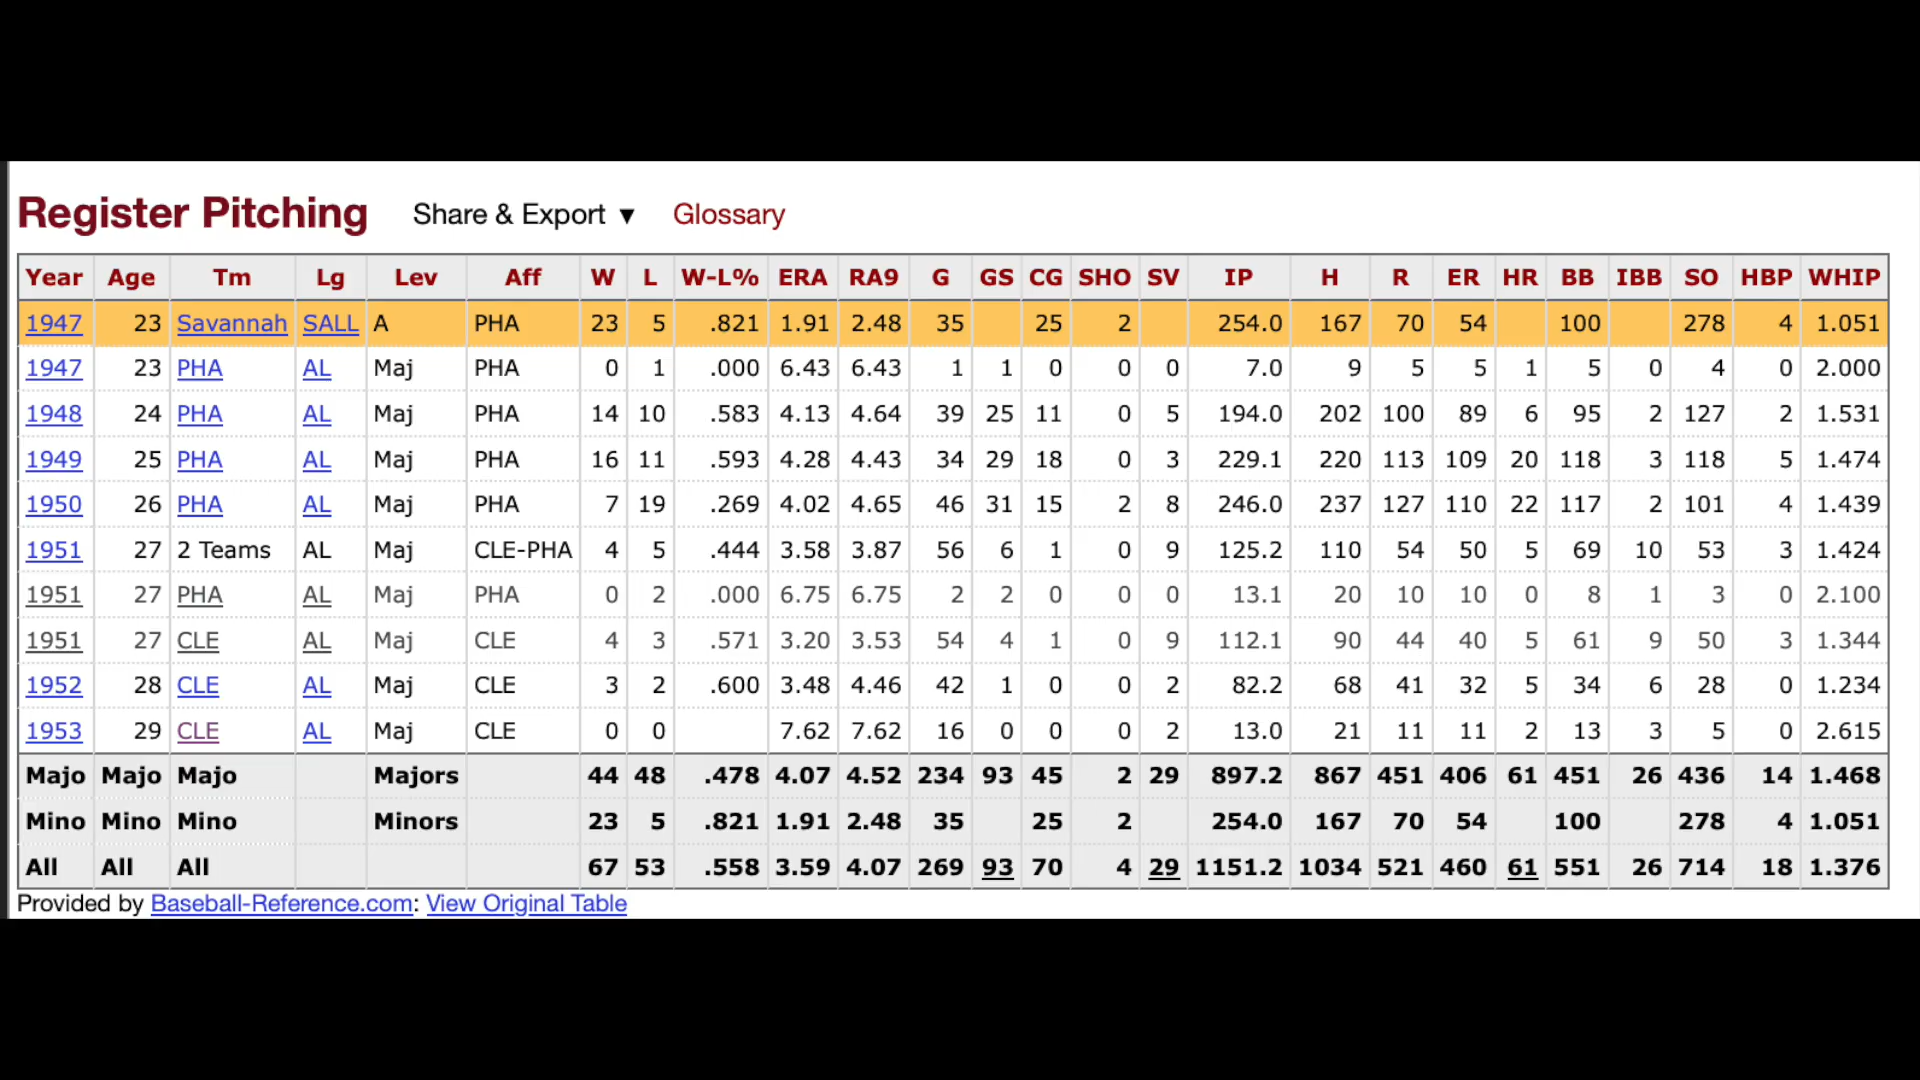 Register Pitching Share & Export ▼ Glossary
Year Age Tm Lg Lev Aff W L W-L% ERA RA9 G GS CG SHO SV IP H R ER HR BB IBB SO HBP WHIP
1947 23 Savannah SALL A PHA 23 5 .821 1.91 2.48 35 25 2 254.0 167 70 54 100 278 4 1.051
1947 23 PHA AL Maj PHA 0 1 .000 6.43 6.43 1 1 0 0 0 7.0 9 5 5 1 5 0 4 0 2.000
1948 24 PHA AL Maj PHA 14 10 .583 4.13 4.64 39 25 11 0 5 194.0 202 100 89 6 95 2 127 2 1.531
1949 25 PHA AL Maj PHA 16 11 .593 4.28 4.43 34 29 18 0 3 229.1 220 113 109 20 118 3 118 5 1.474
1950 26 PHA AL Maj PHA 7 19 .269 4.02 4.65 46 31 15 2 8 246.0 237 127 110 22 117 2 101 4 1.439
1951 27 2 Teams AL Maj CLE-PHA 4 5 .444 3.58 3.87 56 6 1 0 9 125.2 110 54 50 5 69 10 53 3 1.424
1951 27 PHA AL Maj PHA 0 2 .000 6.75 6.75 2 2 0 0 0 13.1 20 10 10 0 8 1 3 0 2.100
1951 27 CLE AL Maj CLE 4 3 .571 3.20 3.53 54 4 1 0 9 112.1 90 44 40 5 61 9 50 3 1.344
1952 28 CLE AL Maj CLE 3 2 .600 3.48 4.46 42 1 0 0 2 82.2 68 41 32 5 34 6 28 0 1.234
1953 29 CLE AL Maj CLE 0 0 7.62 7.62 16 0 0 0 2 13.0 21 11 11 2 13 3 5 0 2.615
Majo Majo Majo Majors 44 48 .478 4.07 4.52 234 93 45 2 29 897.2 867 451 406 61 451 26 436 14 1.468
Mino Mino Mino Minors 23 5 .821 1.91 2.48 35 25 2 254.0 167 70 54 100 278 4 1.051
All All All 67 53 .558 3.59 4.07 269 93 70 4 29 1151.2 1034 521 460 61 551 26 714 18 1.376
Provided by Baseball-Reference.com: View Original Table